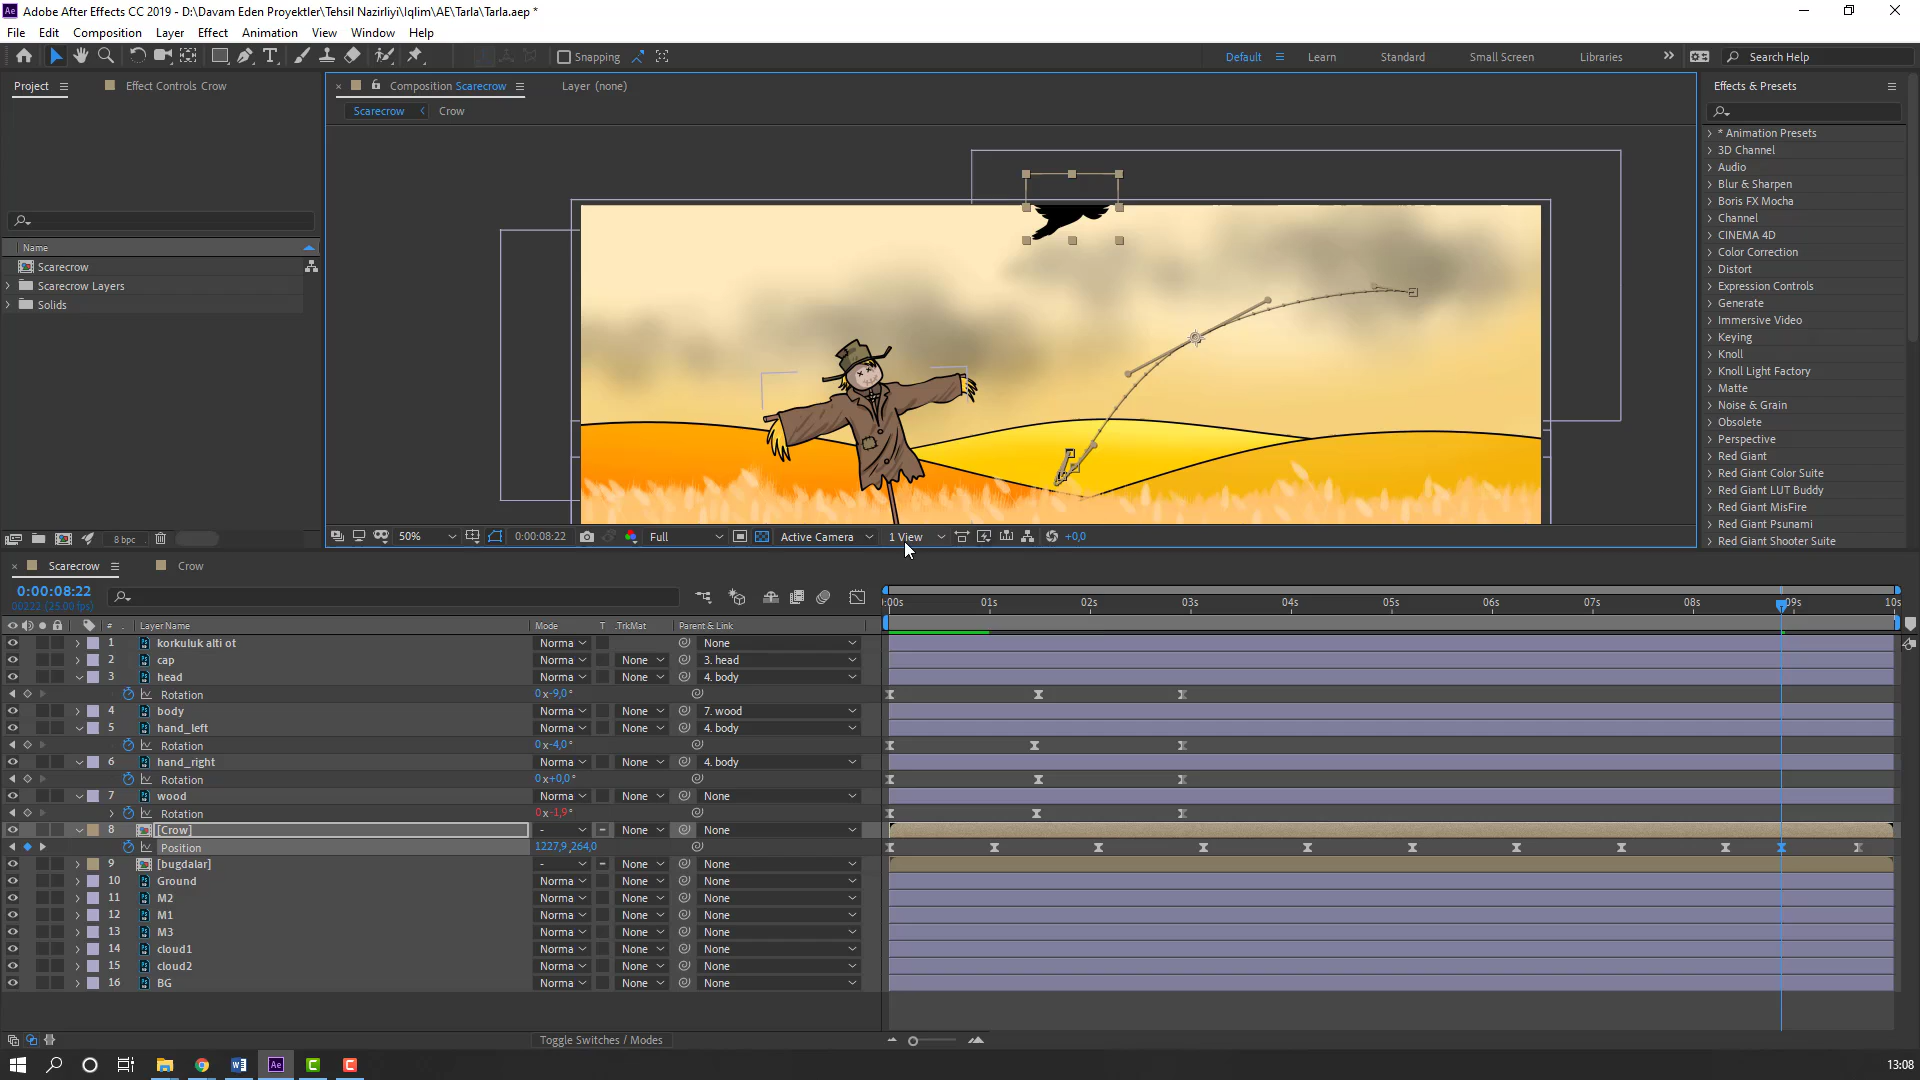 Adobe After Effects CC 2019 - D:\Davam Eden Proyektler\Tehsil Nazirliyi\Iqlim\AE\Tarla\Tarla.aep *
File Edit Composition Layer Effect Animation View Window Help
Snapping Default Learn Standard Small Screen Libraries Search Help
Project Effect Controls Crow
Composition Scarecrow Layer (none)
Scarecrow Crow
Name
Scarecrow
Scarecrow Layers
Solids
8 bpc
50% 0:00:08:22 Full Active Camera 1 View +0,0
Effects & Presets
* Animation Presets
3D Channel
Audio
Blur & Sharpen
Boris FX Mocha
Channel
CINEMA 4D
Color Correction
Distort
Expression Controls
Generate
Immersive Video
Keying
Knoll
Knoll Light Factory
Matte
Noise & Grain
Obsolete
Perspective
Red Giant
Red Giant Color Suite
Red Giant LUT Buddy
Red Giant MisFire
Red Giant Psunami
Red Giant Shooter Suite
Scarecrow Crow
0:00:08:22
00222 (25.00 fps)
:00s 01s 02s 03s 04s 05s 06s 07s 08s 09s 10s
# Layer Name Mode T .TrkMat Parent & Link
1 korkuluk alti ot Norma None
2 cap Norma None 3. head
3 head Norma None 4. body
Rotation 0x-9,0°
4 body Norma None 7. wood
5 hand_left Norma None 4. body
Rotation 0x-4,0°
6 hand_right Norma None 4. body
Rotation 0x+0,0°
7 wood Norma None None
Rotation 0x-1,9°
8 [Crow] - None None
Position 1227,9,264,0
9 [bugdalar] - None None
10 Ground Norma None None
11 M2 Norma None None
12 M1 Norma None None
13 M3 Norma None None
14 cloud1 Norma None None
15 cloud2 Norma None None
16 BG Norma None None
Toggle Switches / Modes
13:08